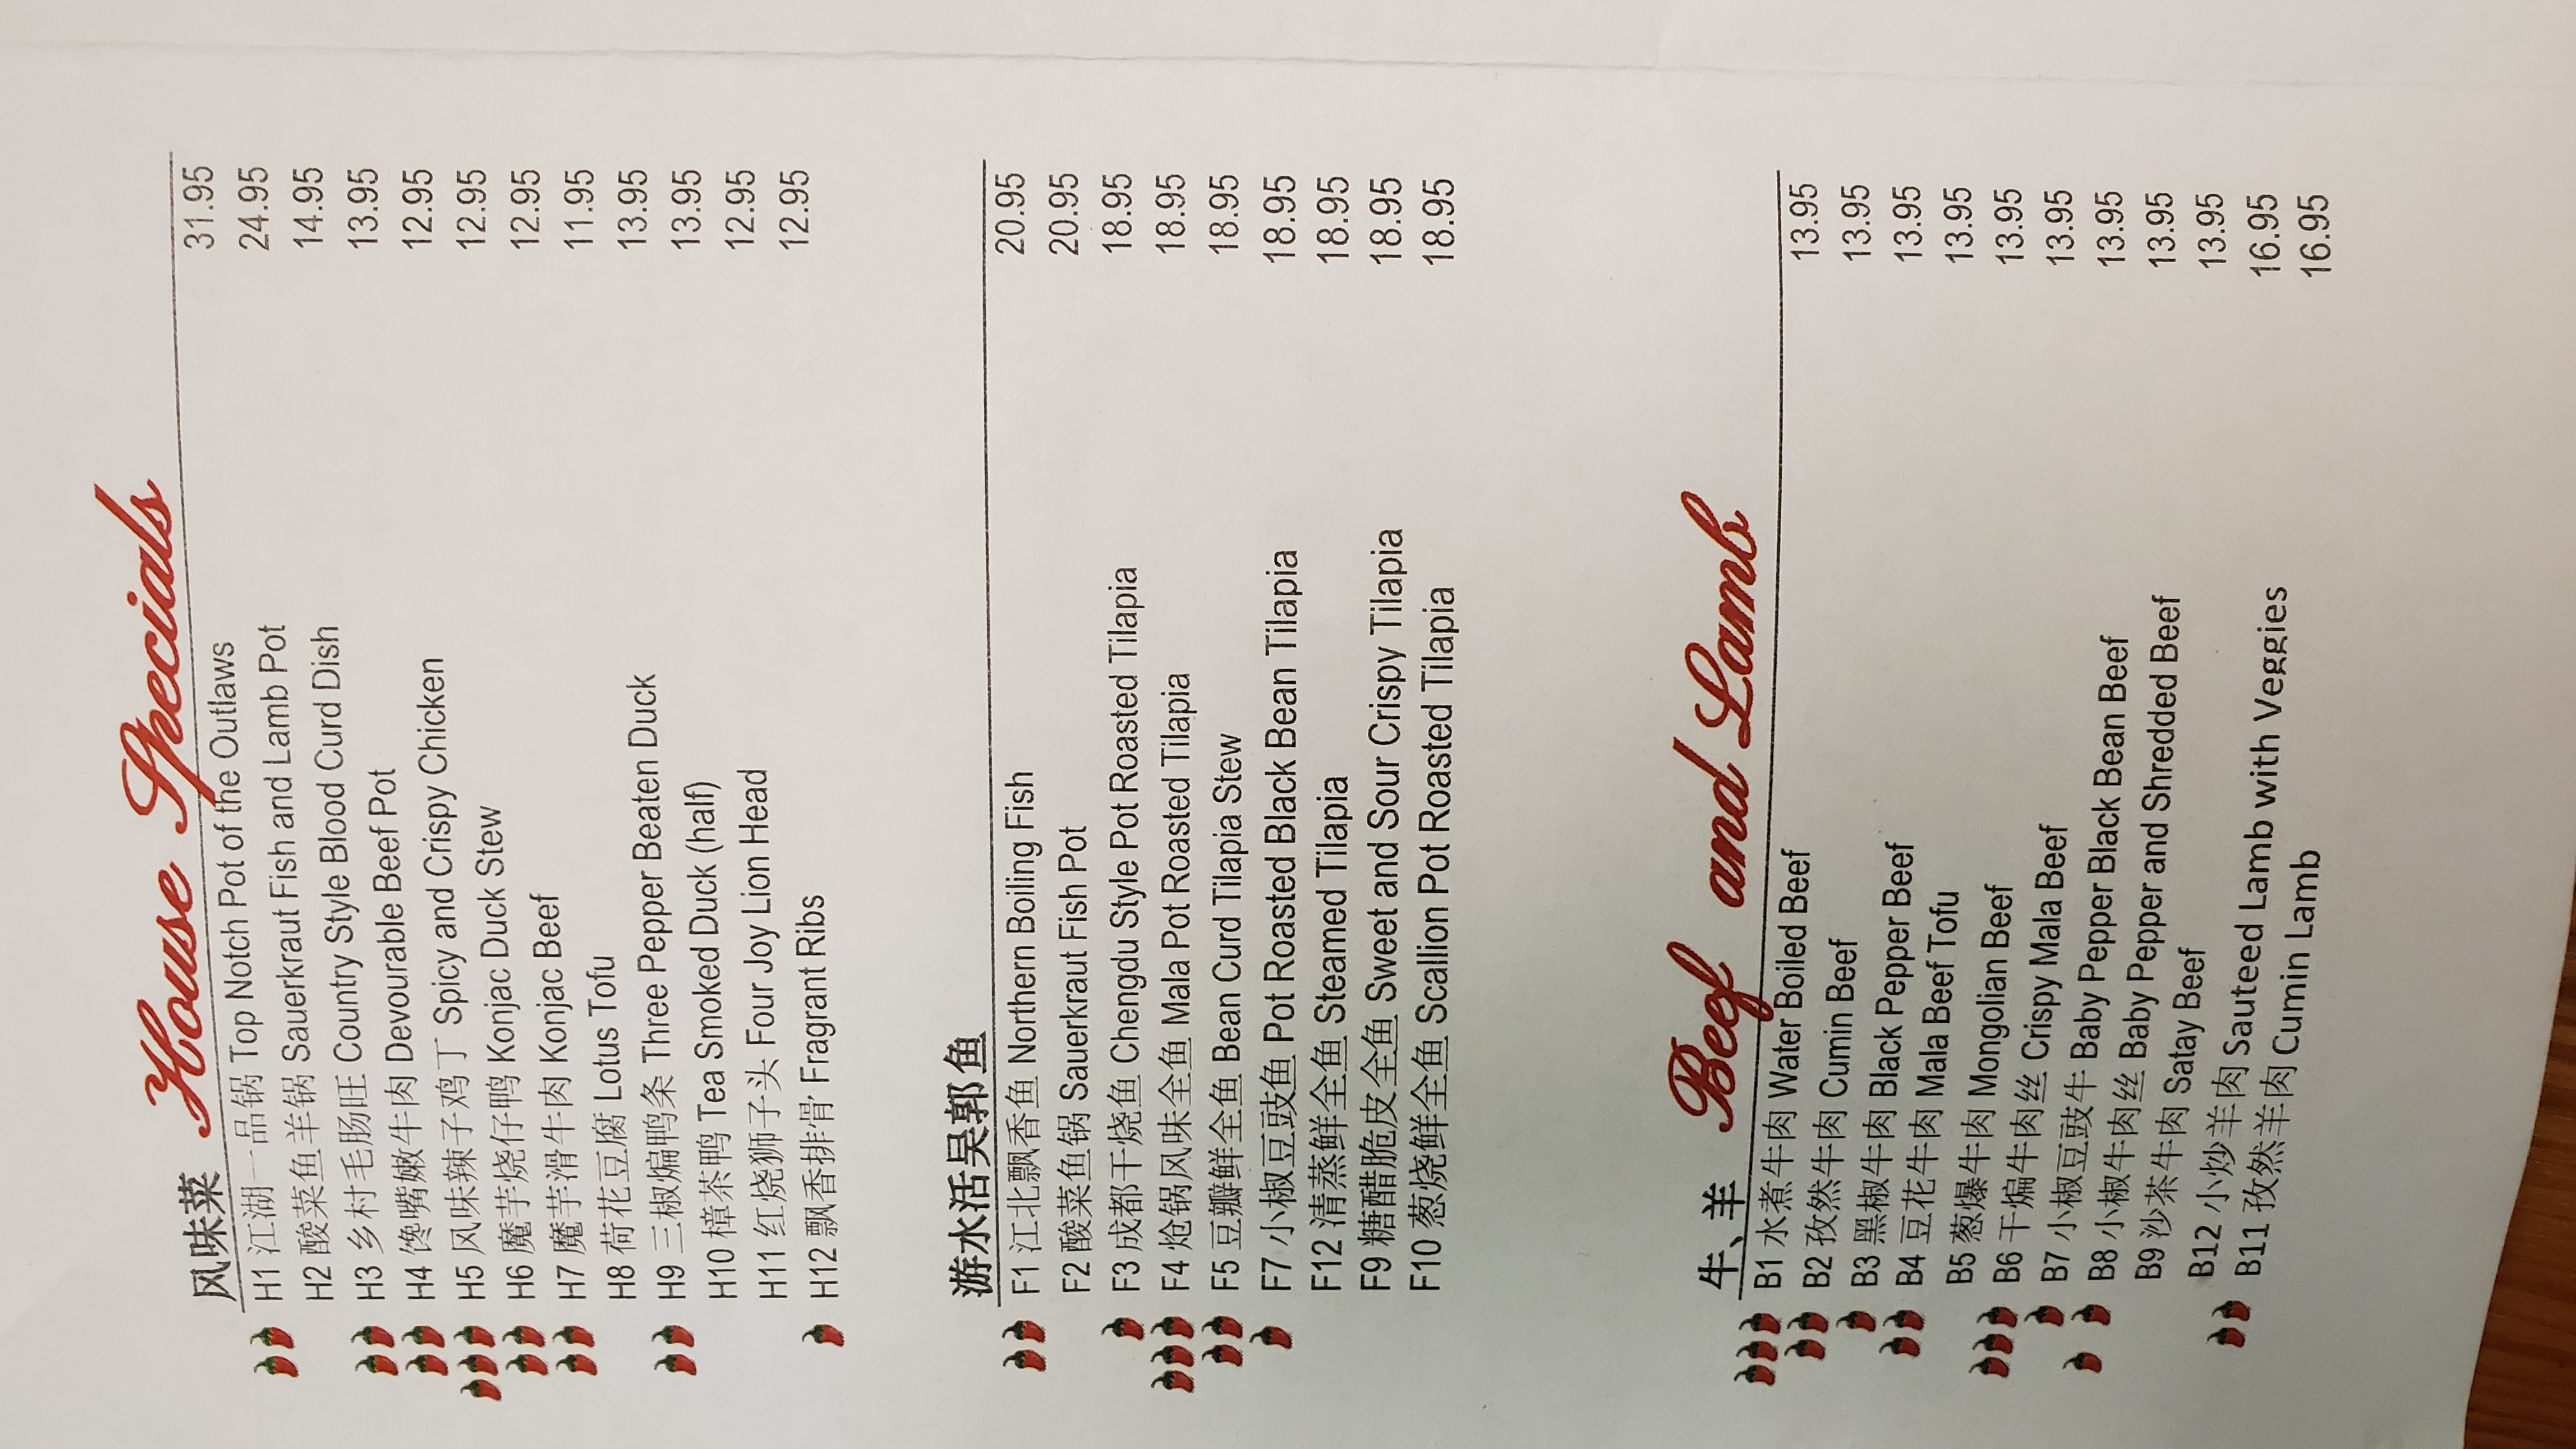 风味菜 House Specials
H1 江湖一品锅 Top Notch Pot of the Outlaws 31.95
H2 酸菜鱼羊锅 Sauerkraut Fish and Lamb Pot 24.95
H3 乡村毛肠旺 Country Style Blood Curd Dish 14.95
H4 馋嘴嫩牛肉 Devourable Beef Pot 13.95
H5 风味辣子鸡丁 Spicy and Crispy Chicken 12.95
H6 魔芋烧仔鸭 Konjac Duck Stew 12.95
H7 魔芋滑牛肉 Konjac Beef 12.95
H8 荷花豆腐 Lotus Tofu 11.95
H9 三椒煸鸭条 Three Pepper Beaten Duck 13.95
H10 樟茶鸭 Tea Smoked Duck (half) 13.95
H11 红烧狮子头 Four Joy Lion Head 12.95
H12 飘香排骨 Fragrant Ribs 12.95
游水活吴郭鱼
F1 江北飘香鱼 Northern Boiling Fish 20.95
F2 酸菜鱼锅 Sauerkraut Fish Pot 20.95
F3 成都干烧鱼 Chengdu Style Pot Roasted Tilapia 18.95
F4 炝锅风味全鱼 Mala Pot Roasted Tilapia 18.95
F5 豆瓣鲜全鱼 Bean Curd Tilapia Stew 18.95
F7 小椒豆豉鱼 Pot Roasted Black Bean Tilapia 18.95
F12 清蒸鲜全鱼 Steamed Tilapia 18.95
F9 糖醋脆皮全鱼 Sweet and Sour Crispy Tilapia 18.95
F10 葱烧鲜全鱼 Scallion Pot Roasted Tilapia 18.95
牛、羊 Beef and Lamb
B1 水煮牛肉 Water Boiled Beef 13.95
B2 孜然牛肉 Cumin Beef 13.95
B3 黑椒牛肉 Black Pepper Beef 13.95
B4 豆花牛肉 Mala Beef Tofu 13.95
B5 葱爆牛肉 Mongolian Beef 13.95
B6 干煸牛肉丝 Crispy Mala Beef 13.95
B7 小椒豆豉牛 Baby Pepper Black Bean Beef 13.95
B8 小椒牛肉丝 Baby Pepper and Shredded Beef 13.95
B9 沙茶牛肉 Satay Beef 13.95
B12 小炒羊肉 Sauteed Lamb with Veggies 16.95
B11 孜然羊肉 Cumin Lamb 16.95